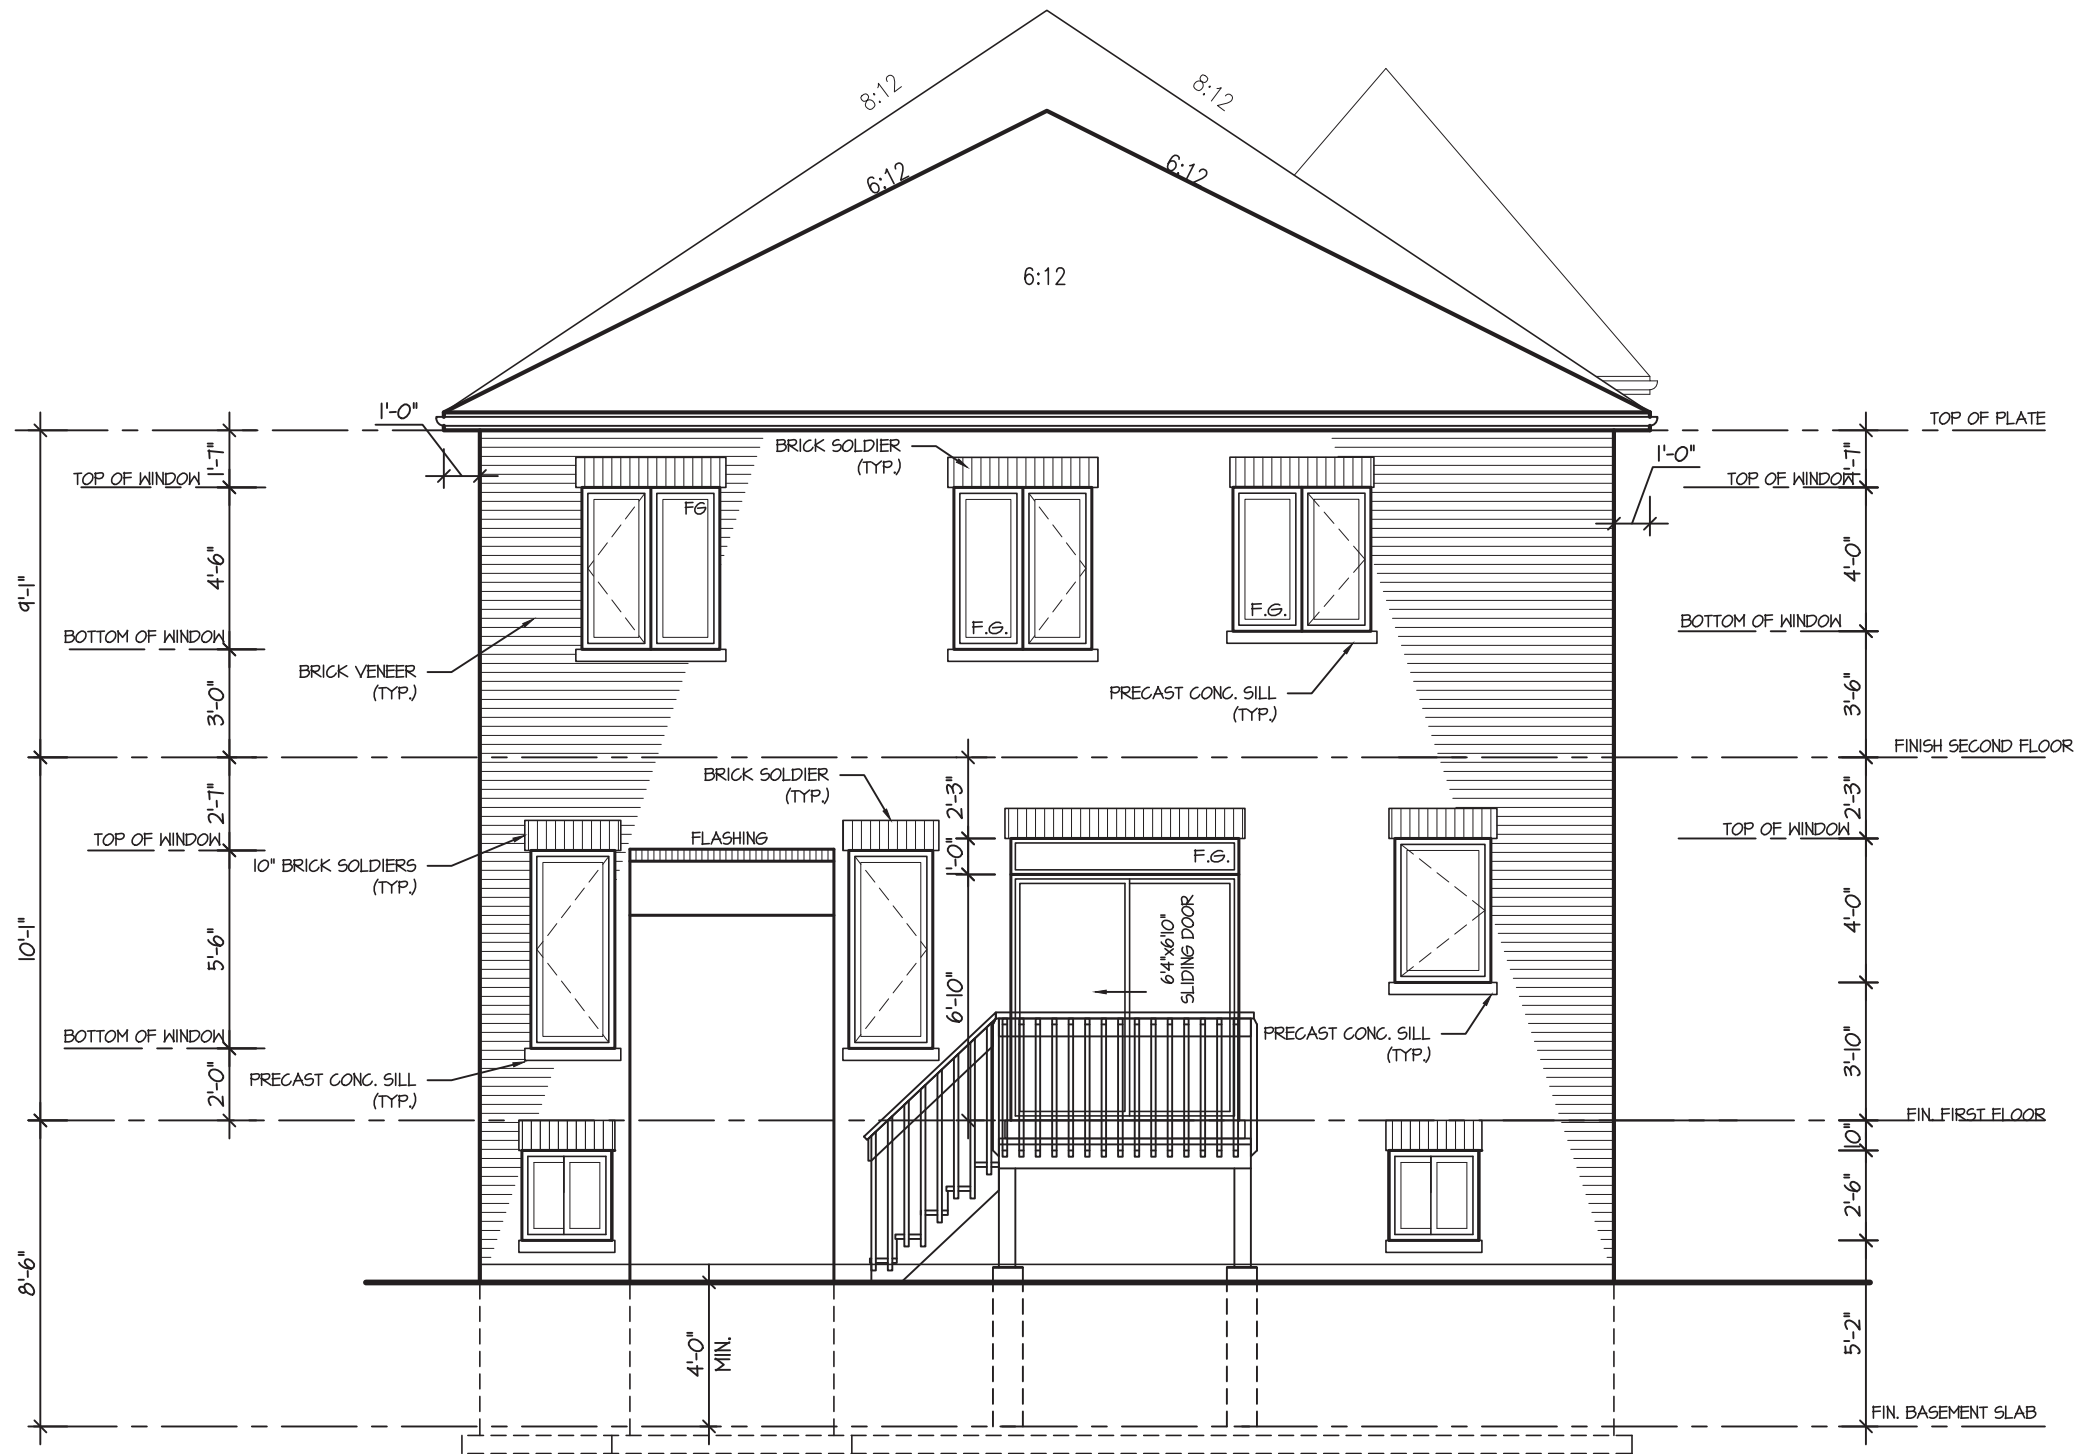 8:12
8:12
6:12
6:12
6:12
1'-0"
TOP OF PLATE
BRICK SOLDIER
(TYP.)
1'-0"
1'-7"
1'-7"
TOP OF WINDOW
TOP OF WINDOW
FG
4'-6"
4'-0"
9'-1"
F.G.
F.G.
BOTTOM OF WINDOW
BOTTOM OF WINDOW
BRICK VENEER
(TYP.)
PRECAST CONC. SILL
(TYP.)
3'-0"
3'-6"
FINISH SECOND FLOOR
BRICK SOLDIER
(TYP.)
2'-7"
2'-3"
2'-3"
TOP OF WINDOW
FLASHING
TOP OF WINDOW
10" BRICK SOLDIERS
(TYP.)
1'-0"
F.G.
10'-1"
5'-6"
6'-10"
6'4"x6'10"
SLIDING DOOR
4'-0"
BOTTOM OF WINDOW
PRECAST CONC. SILL
(TYP.)
PRECAST CONC. SILL
(TYP.)
2'-0"
3'-10"
FIN. FIRST FLOOR
10"
2'-6"
8'-6"
4'-0"
MIN.
5'-2"
FIN. BASEMENT SLAB